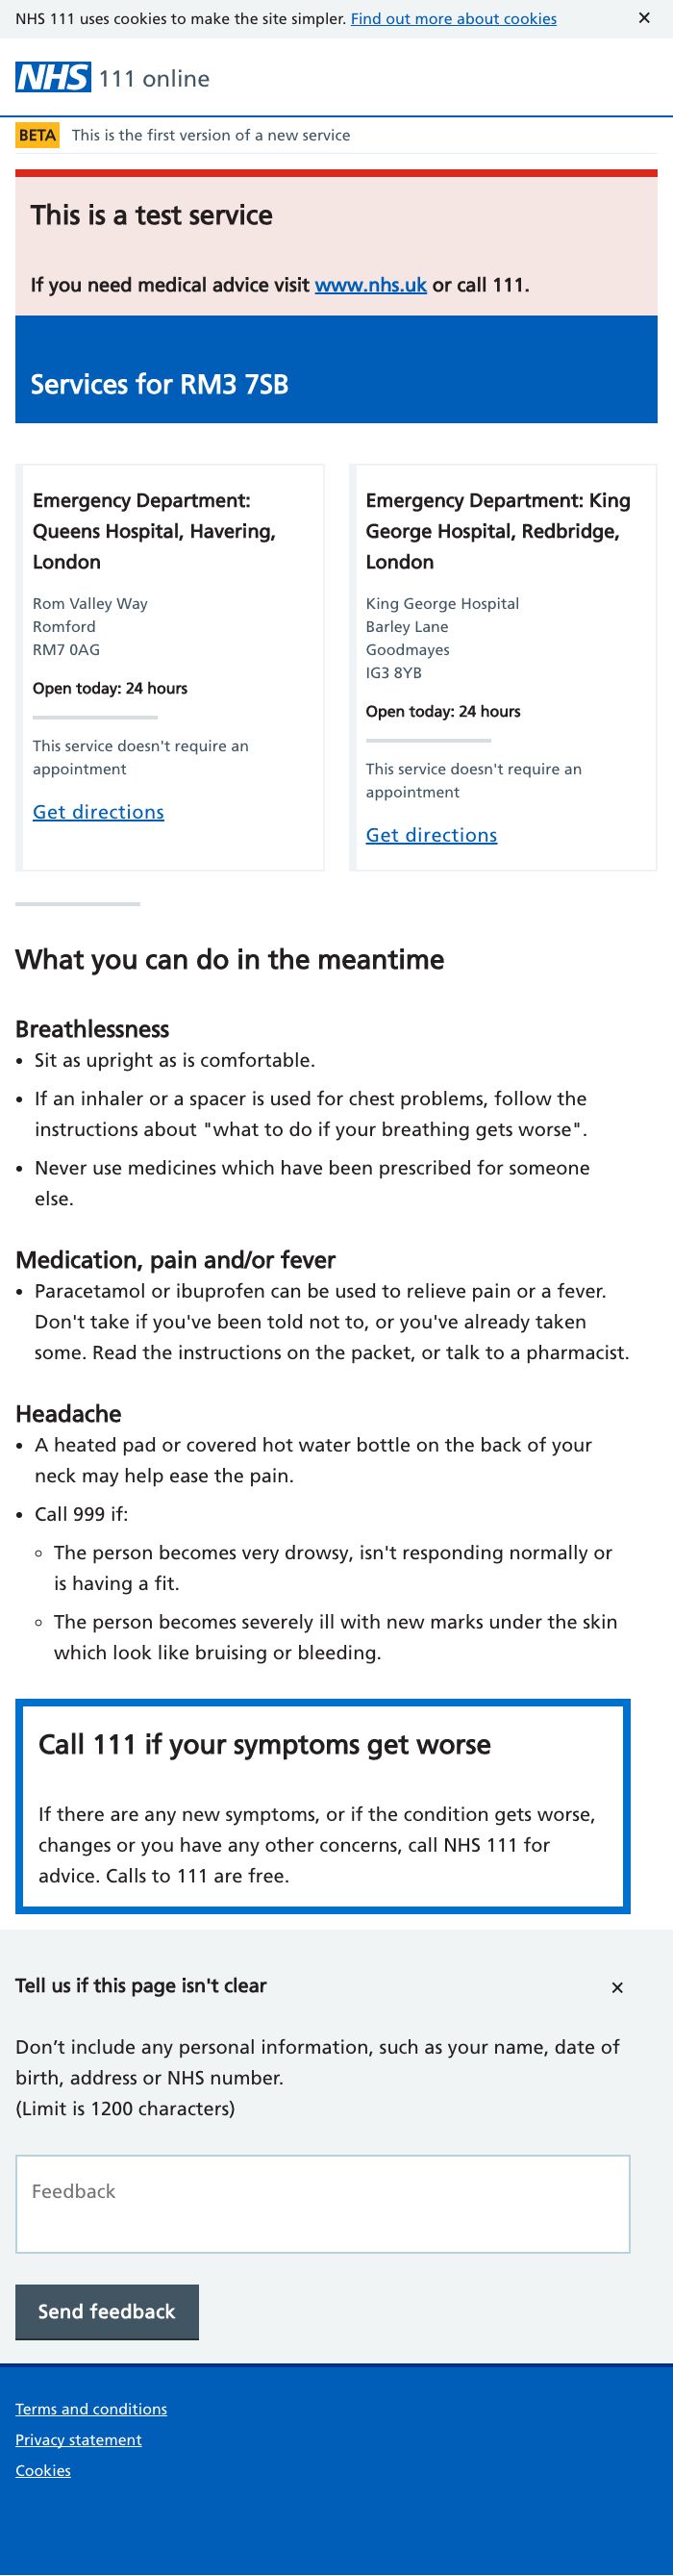 NHS 111 uses cookies to make the site simpler. Find out more about cookies ✕
NHS 111 online
BETA This is the first version of a new service
This is a test service
If you need medical advice visit www.nhs.uk or call 111.
Services for RM3 7SB
Emergency Department:
Queens Hospital, Havering,
London
Rom Valley Way
Romford
RM7 0AG
Open today: 24 hours
This service doesn't require an
appointment
Get directions
Emergency Department: King
George Hospital, Redbridge,
London
King George Hospital
Barley Lane
Goodmayes
IG3 8YB
Open today: 24 hours
This service doesn't require an
appointment
Get directions
What you can do in the meantime
Breathlessness
• Sit as upright as is comfortable.
• If an inhaler or a spacer is used for chest problems, follow the
instructions about "what to do if your breathing gets worse".
• Never use medicines which have been prescribed for someone
else.
Medication, pain and/or fever
• Paracetamol or ibuprofen can be used to relieve pain or a fever.
Don't take if you've been told not to, or you've already taken
some. Read the instructions on the packet, or talk to a pharmacist.
Headache
• A heated pad or covered hot water bottle on the back of your
neck may help ease the pain.
• Call 999 if:
◦ The person becomes very drowsy, isn't responding normally or
is having a fit.
◦ The person becomes severely ill with new marks under the skin
which look like bruising or bleeding.
Call 111 if your symptoms get worse
If there are any new symptoms, or if the condition gets worse,
changes or you have any other concerns, call NHS 111 for
advice. Calls to 111 are free.
Tell us if this page isn't clear ✕
Don’t include any personal information, such as your name, date of
birth, address or NHS number.
(Limit is 1200 characters)
Feedback
Send feedback
Terms and conditions
Privacy statement
Cookies